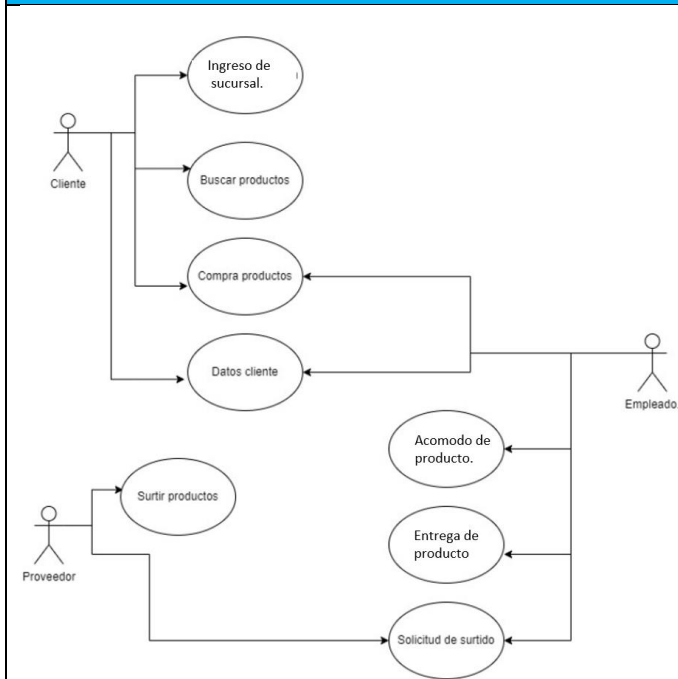 Ingreso de
sucursal.
Cliente
Buscar productos
Compra productos
Datos cliente
Empleado.
Acomodo de
producto.
Surtir productos
Entrega de
producto
Proveedor
Solicitud de surtido